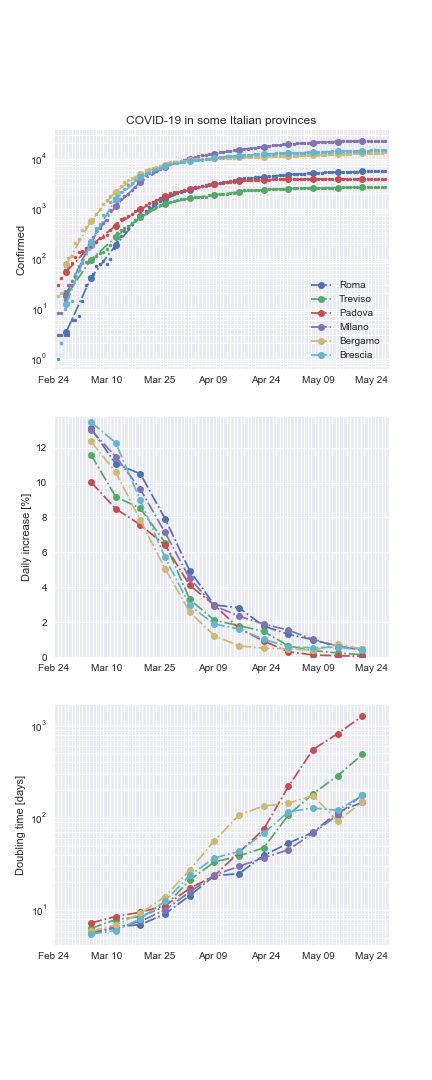 COVID-19 in some Italian provinces
Confirmed
10^4
10^3
10^2
10^1
10^0
Roma
Treviso
Padova
Milano
Bergamo
Brescia
Feb 24 Mar 10 Mar 25 Apr 09 Apr 24 May 09 May 24
Daily increase [%]
12
10
8
6
4
2
0
Feb 24 Mar 10 Mar 25 Apr 09 Apr 24 May 09 May 24
Doubling time [days]
10^3
10^2
10^1
Feb 24 Mar 10 Mar 25 Apr 09 Apr 24 May 09 May 24